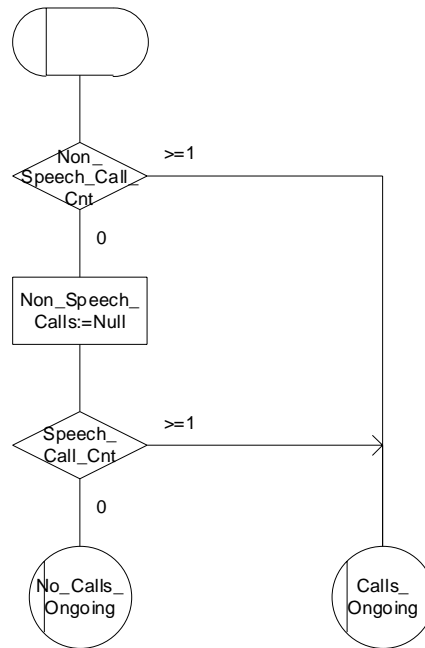 Non_
Speech_Call_
Cnt
>=1
0
Non_Speech_
Calls:=Null
Speech_
Call_Cnt
>=1
0
No_Calls_
Ongoing
Calls_
Ongoing